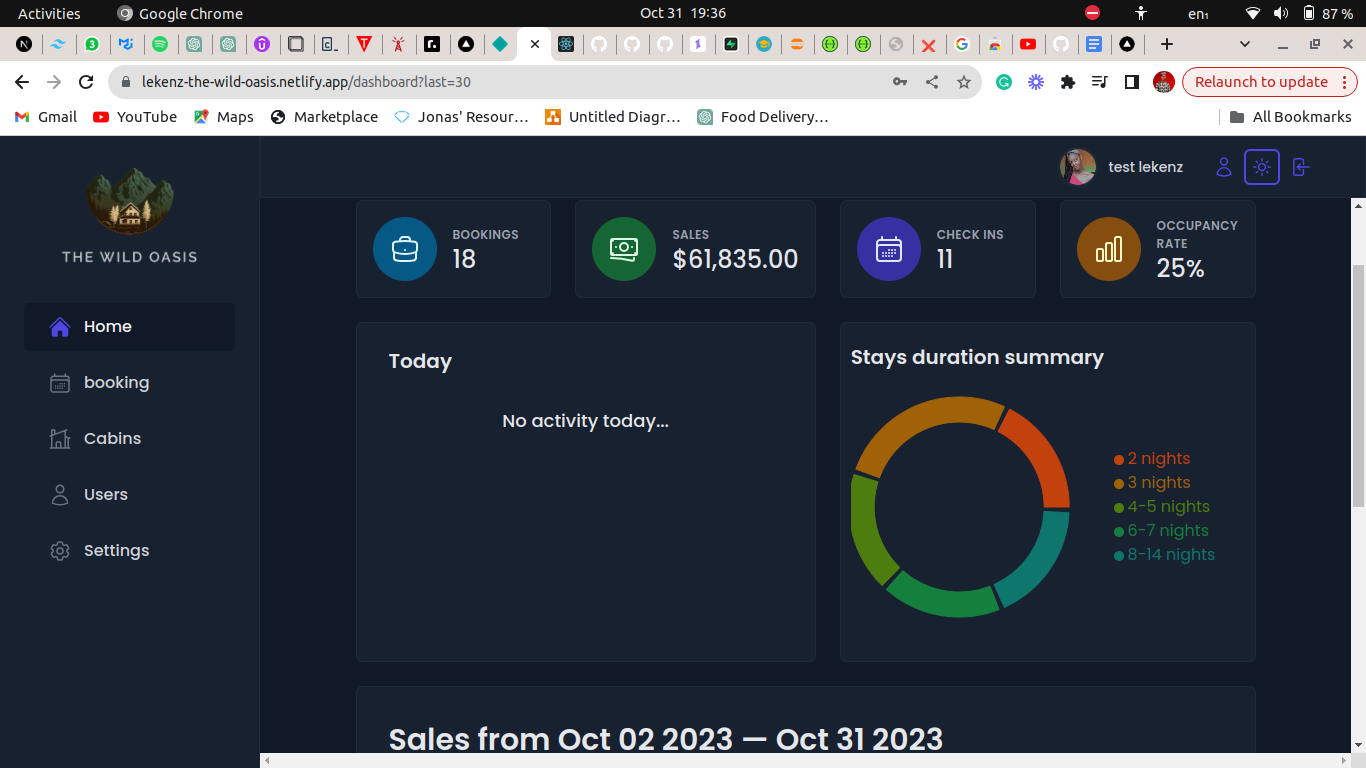 Activities
Google Chrome
Oct 31 19:36
en₁
87 %
lekenz-the-wild-oasis.netlify.app/dashboard?last=30
Relaunch to update
Gmail
YouTube
Maps
Marketplace
Jonas' Resour...
Untitled Diagr...
Food Delivery...
All Bookmarks
THE WILD OASIS
Home
booking
Cabins
Users
Settings
test lekenz
BOOKINGS
18
SALES
$61,835.00
CHECK INS
11
OCCUPANCY
RATE
25%
Today
No activity today...
Stays duration summary
2 nights
3 nights
4-5 nights
6-7 nights
8-14 nights
Sales from Oct 02 2023 — Oct 31 2023